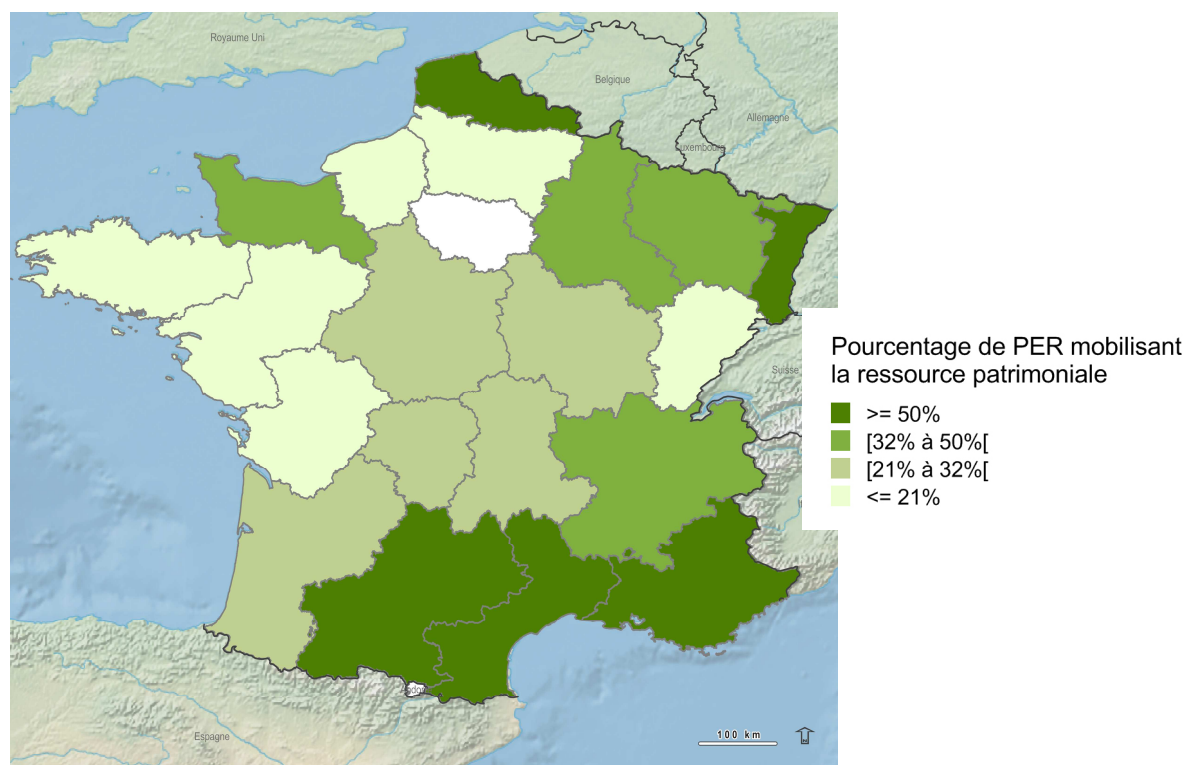 Royaume Uni
Belgique
Allemagne
Luxembourg
Suisse
Pourcentage de PER mobilisant
la ressource patrimoniale
>= 50%
[32% à 50%[
[21% à 32%[
<= 21%
Espagne
100 km